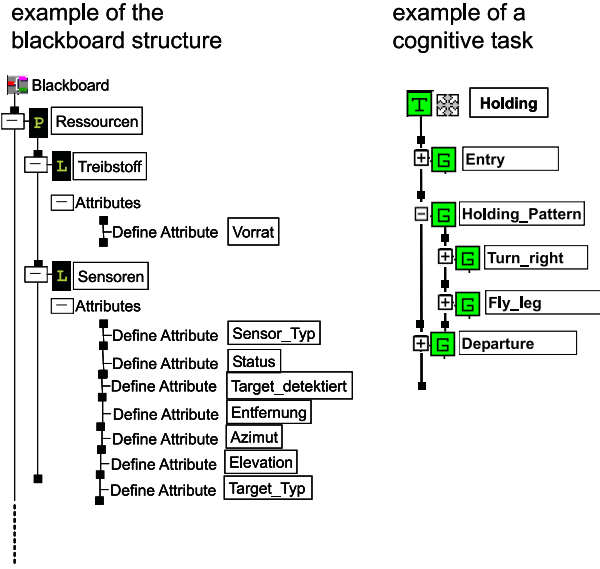 example of the
blackboard structure
Blackboard
P Ressourcen
L Treibstoff
Attributes
Define Attribute Vorrat
L Sensoren
Attributes
Define Attribute Sensor_Typ
Define Attribute Status
Define Attribute Target_detektiert
Define Attribute Entfernung
Define Attribute Azimut
Define Attribute Elevation
Define Attribute Target_Typ
example of a
cognitive task
T Holding
G Entry
G Holding_Pattern
G Turn_right
G Fly_leg
G Departure